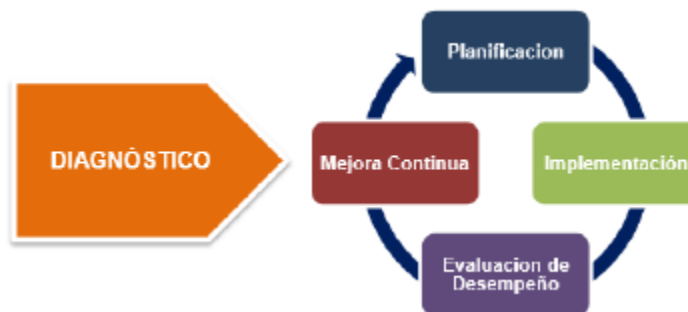 DIAGNÓSTICO
Planificacion
Mejora Continua
Implementación
Evaluacion de
Desempeño